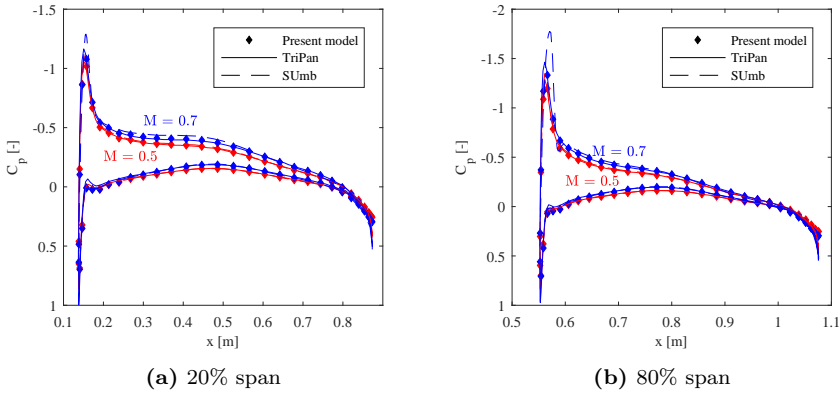 -1.5
-1
-0.5
0
0.5
1
C_p [-]
0.1 0.2 0.3 0.4 0.5 0.6 0.7 0.8
x [m]
Present model
TriPan
SUmb
M = 0.7
M = 0.5
(a) 20% span
-2
-1.5
-1
-0.5
0
0.5
1
C_p [-]
0.5 0.6 0.7 0.8 0.9 1 1.1
x [m]
Present model
TriPan
SUmb
M = 0.7
M = 0.5
(b) 80% span